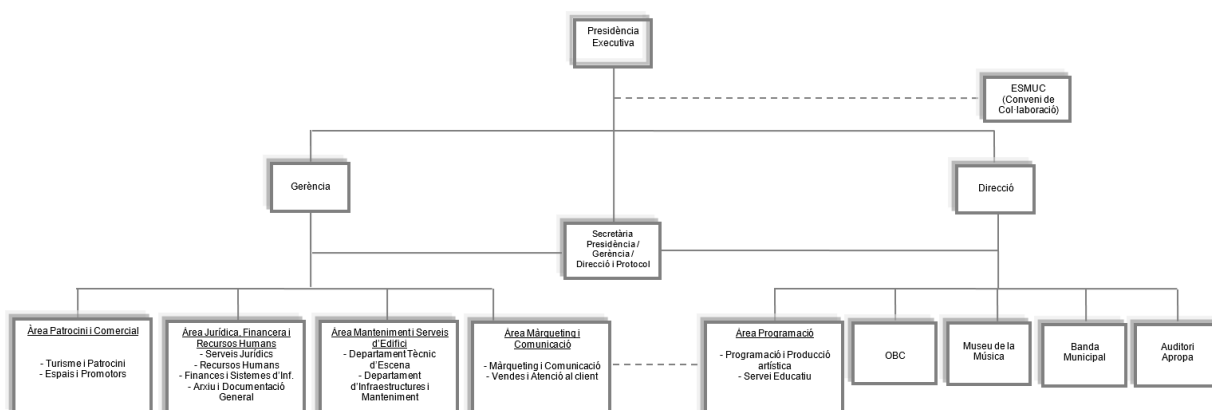 Presidència
Executiva
ESMUC
(Conveni de
Col·laboració)
Gerència
Direcció
Secretària
Presidència /
Gerència /
Direcció i Protocol
Àrea Patrocini i Comercial
- Turisme i Patrocini
- Espais i Promotors
Àrea Jurídica, Financera i
Recursos Humans
- Serveis Jurídics
- Recursos Humans
- Finances i Sistemes d'Inf.
- Arxiu i Documentació
General
Àrea Manteniment i Serveis
d'Edifici
- Departament Tècnic
d'Escena
- Departament
d'Infraestructures i
Manteniment
Àrea Màrqueting i
Comunicació
- Màrqueting i Comunicació
- Vendes i Atenció al client
Àrea Programació
- Programació i Producció
artística
- Servei Educatiu
OBC
Museu de la
Música
Banda
Municipal
Auditori
Apropa